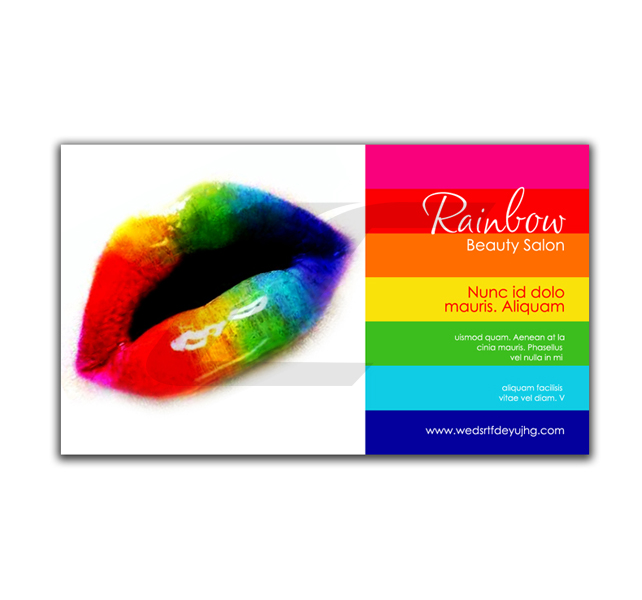 Rainbow
Beauty Salon
Nunc id dolo
mauris. Aliquam
uismod quam. Aenean at la
cinia mauris. Phasellus
vel nulla in mi
aliquam facilisis
vitae vel diam. V
www.wedsrtfdeyujhg.com